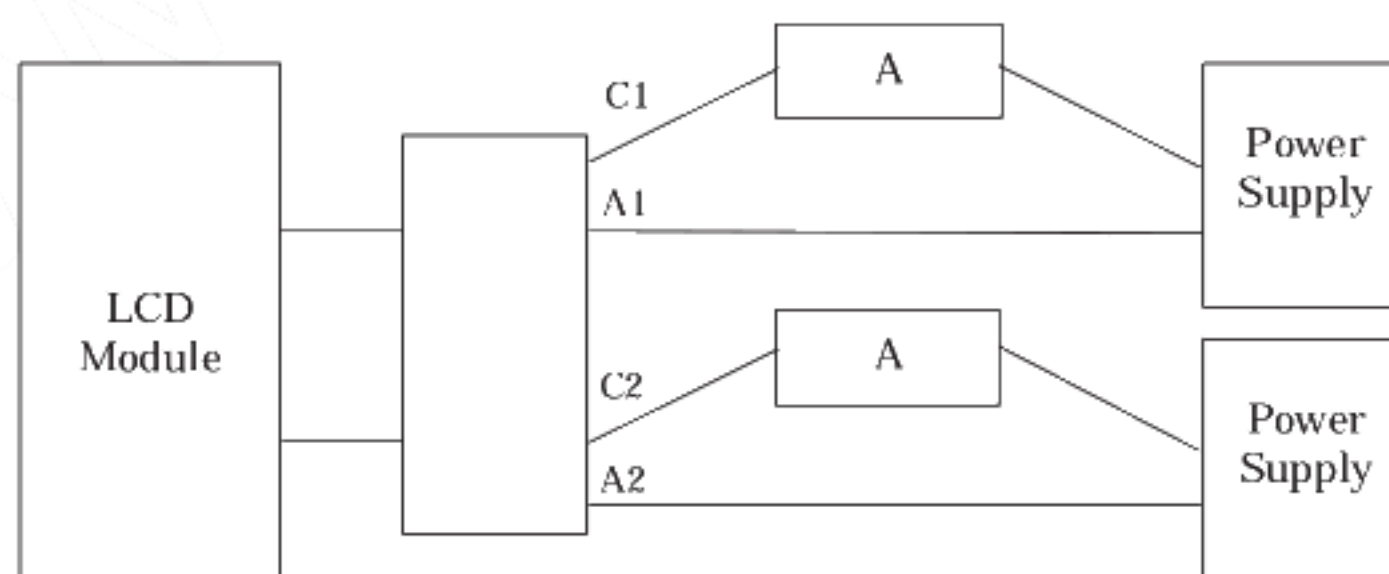 C1
A
Power
Supply
A1
LCD
Module
C2
A
Power
Supply
A2